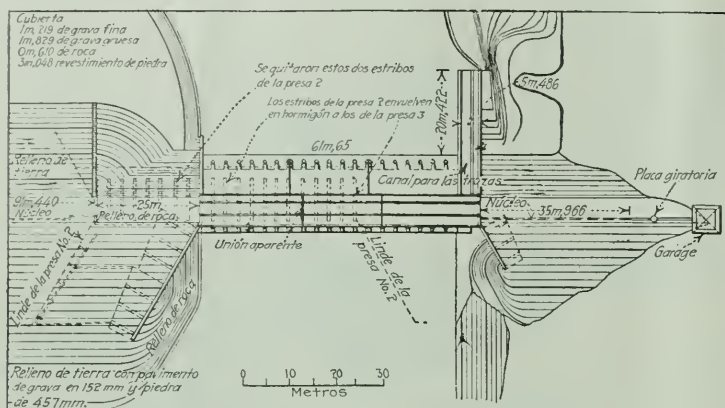 Cubierta
1m,219 de grava fina
1m,829 de grava gruesa
0m,610 de roca
3m,048 revestimiento de piedra
Se quitaron estos dos estribos
de la presa 2
Los estribos de la presa 2 envuelven
en hormigón a los de la presa 3
61m,65
20m,422
5m,486
Relleno de
tierra
91m,440
Núcleo
25m.
Relleno de roca
Canal para las trozas
Núcleo
35m,966
Placa giratoria
Garage
Linde de la presa No. 2
Relleno de roca
Unión aparente
Linde de la
presa No. 2
Relleno de tierra con pavimento
de grava en 152 mm y piedra
de 457mm.
0 10 20 30
Metros